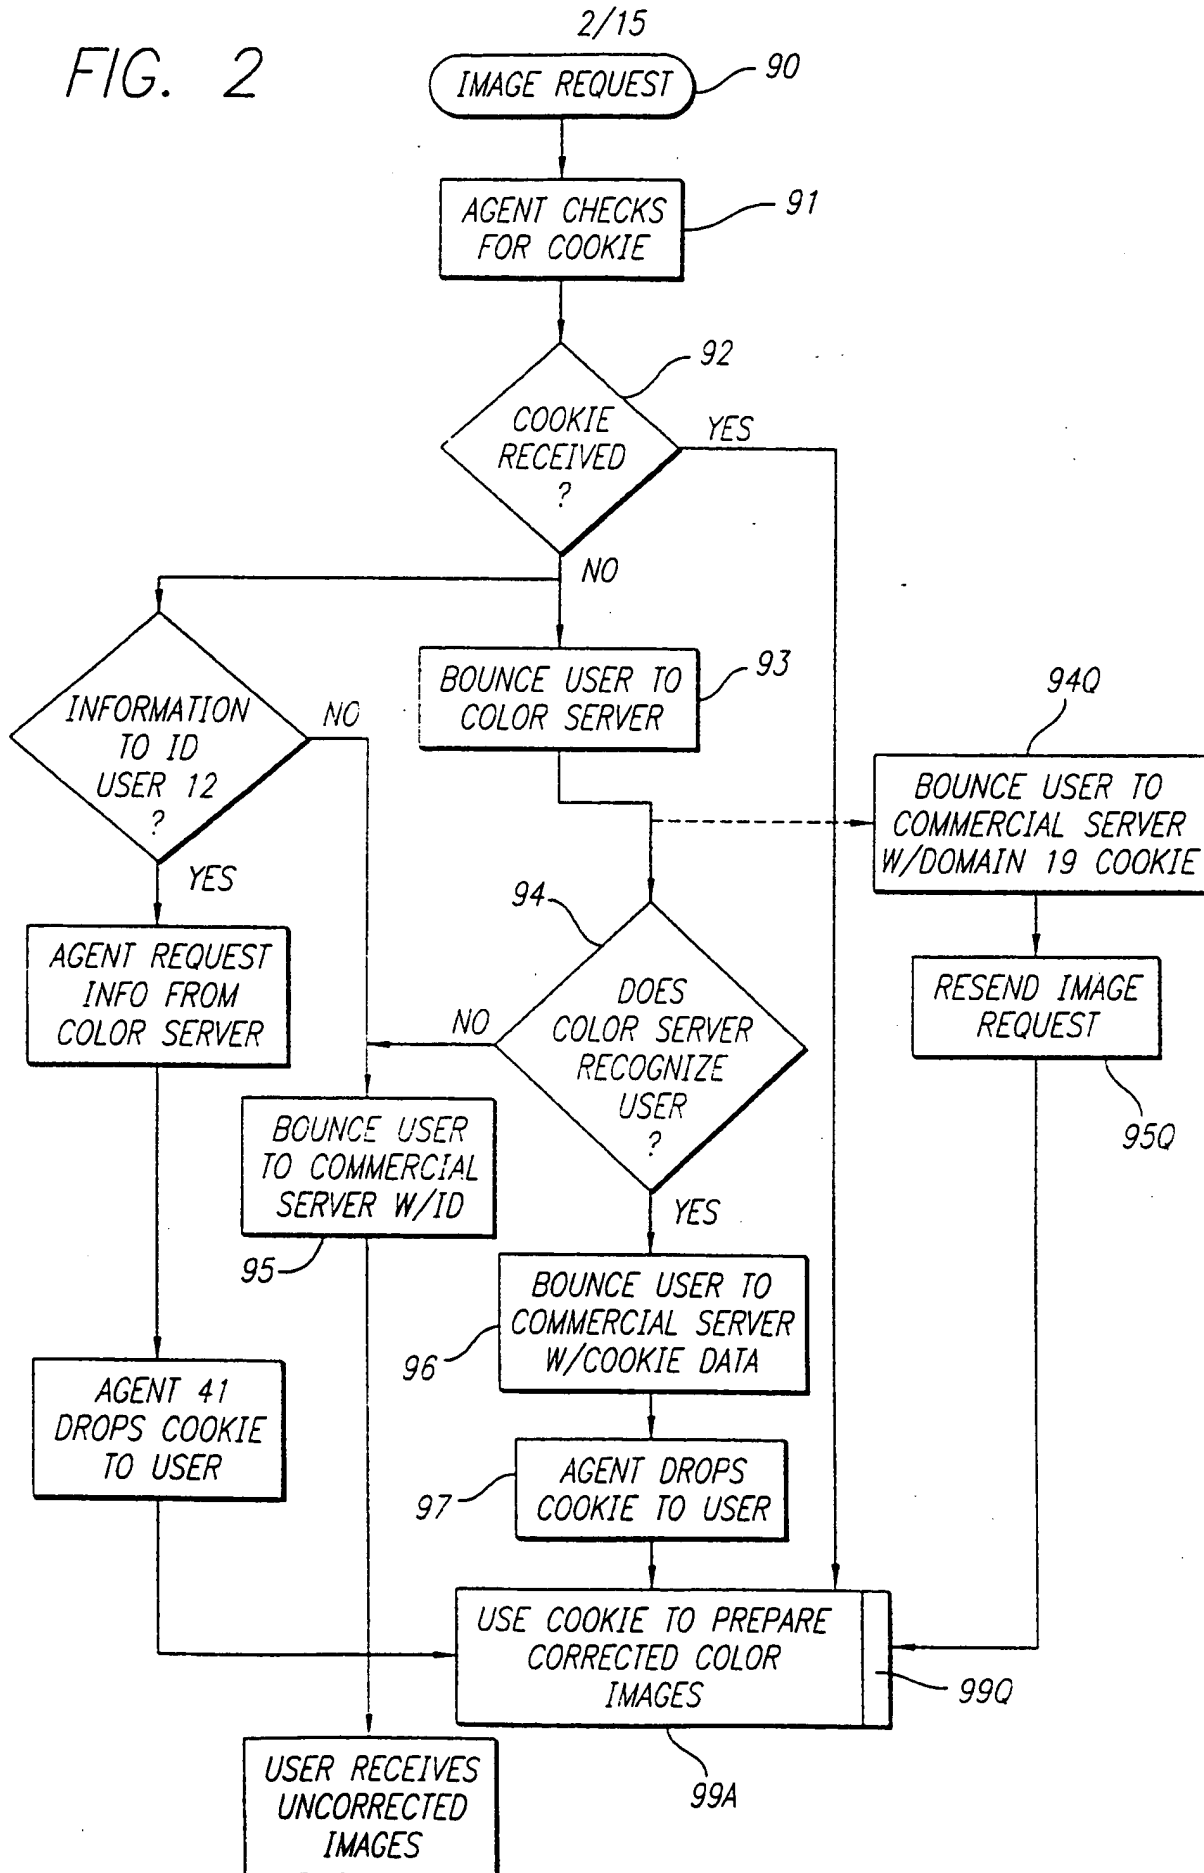 2/15
FIG. 2
IMAGE REQUEST
90
AGENT CHECKS
FOR COOKIE
91
92
COOKIE
RECEIVED
?
YES
NO
INFORMATION
TO ID
USER 12
?
NO
YES
BOUNCE USER TO
COLOR SERVER
93
94Q
BOUNCE USER TO
COMMERCIAL SERVER
W/DOMAIN 19 COOKIE
RESEND IMAGE
REQUEST
95Q
94
DOES
COLOR SERVER
RECOGNIZE
USER
?
NO
YES
AGENT REQUEST
INFO FROM
COLOR SERVER
BOUNCE USER
TO COMMERCIAL
SERVER W/ID
95
BOUNCE USER TO
COMMERCIAL SERVER
W/COOKIE DATA
96
AGENT 41
DROPS COOKIE
TO USER
AGENT DROPS
COOKIE TO USER
97
USE COOKIE TO PREPARE
CORRECTED COLOR
IMAGES
99Q
99A
USER RECEIVES
UNCORRECTED
IMAGES